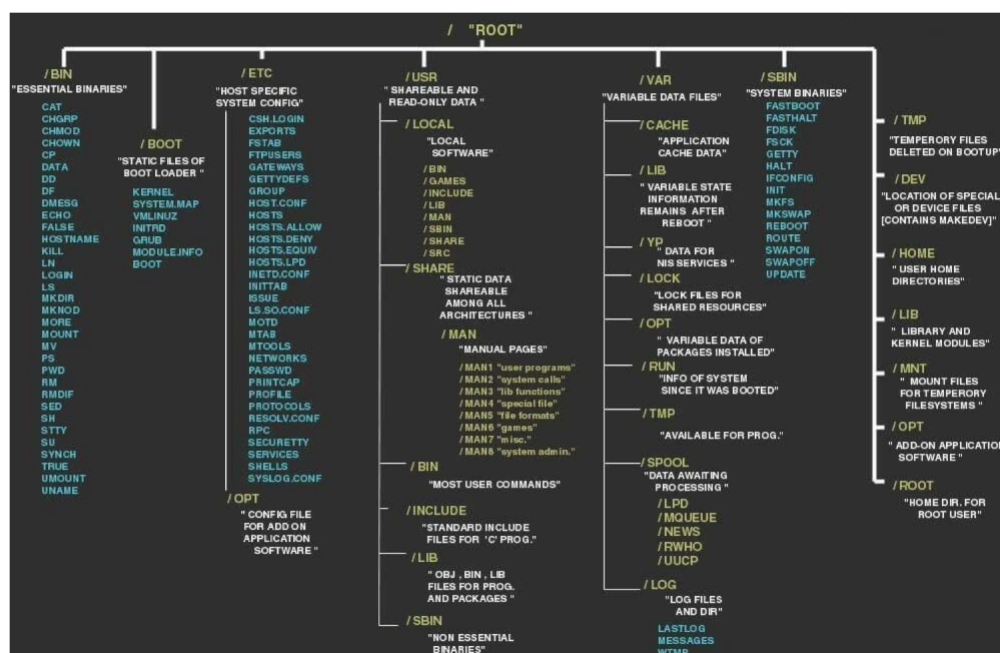 / "ROOT"
/BIN
"ESSENTIAL BINARIES"
CAT
CHGRP
CHMOD
CHOWN
CP
DATA
DD
DF
DMESG
ECHO
FALSE
HOSTNAME
KILL
LN
LOGIN
LS
MKDIR
MKNOD
MORE
MOUNT
MV
PS
PWD
RM
RMDIF
SED
SH
STTY
SU
SYNCH
TRUE
UMOUNT
UNAME
/BOOT
"STATIC FILES OF
BOOT LOADER "
KERNEL
SYSTEM.MAP
VMLINUZ
INITRD
GRUB
MODULE.INFO
BOOT
/ ETC
"HOST SPECIFIC
SYSTEM CONFIG"
CSH.LOGIN
EXPORTS
FSTAB
FTPUSERS
GATEWAYS
GETTYDEFS
GROUP
HOST.CONF
HOSTS
HOSTS.ALLOW
HOSTS.DENY
HOSTS.EQUIV
HOSTS.LPD
INETD.CONF
INITTAB
ISSUE
LS.SO.CONF
MOTD
MTAB
MTOOLS
NETWORKS
PASSWD
PRINTCAP
PROFILE
PROTOCOLS
RESOLV.CONF
RPC
SECURETTY
SERVICES
SHELLS
SYSLOG.CONF
/OPT
" CONFIG FILE
FOR ADD ON
APPLICATION
SOFTWARE "
/USR
" SHAREABLE AND
READ-ONLY DATA "
/ LOCAL
"LOCAL
SOFTWARE"
/ BIN
/ GAMES
/ INCLUDE
/ LIB
/ MAN
/ SBIN
/ SHARE
/ SRC
/ SHARE
" STATIC DATA
SHAREABLE
AMONG ALL
ARCHITECTURES "
/ MAN
"MANUAL PAGES"
/ MAN1 "user programs"
/ MAN2 "system calls"
/ MAN3 "lib functions"
/ MAN4 "special file"
/ MAN5 "file formats"
/ MAN6 "games"
/ MAN7 "misc."
/ MAN8 "system admin."
/ BIN
"MOST USER COMMANDS"
/INCLUDE
"STANDARD INCLUDE
FILES FOR 'C' PROG."
/LIB
" OBJ , BIN , LIB
FILES FOR PROG.
AND PACKAGES "
/ SBIN
"NON ESSENTIAL
BINARIES"
/ VAR
"VARIABLE DATA FILES"
/ CACHE
"APPLICATION
CACHE DATA"
/ LIB
" VARIABLE STATE
INFORMATION
REMAINS AFTER
REBOOT "
/ YP
" DATA FOR
NIS SERVICES "
/ LOCK
"LOCK FILES FOR
SHARED RESOURCES"
/OPT
" VARIABLE DATA OF
PACKAGES INSTALLED"
/ RUN
"INFO OF SYSTEM
SINCE IT WAS BOOTED"
/ TMP
"AVAILABLE FOR PROG."
/ SPOOL
"DATA AWAITING
PROCESSING "
/ LPD
/ MQUEUE
/ NEWS
/ RWHO
/ UUCP
/ LOG
"LOG FILES
AND DIR"
LASTLOG
MESSAGES
WTMP
/ SBIN
"SYSTEM BINARIES"
FASTBOOT
FASTHALT
FDISK
FSCK
GETTY
HALT
IFCONFIG
INIT
MKFS
MKSWAP
REBOOT
ROUTE
SWAPON
SWAPOFF
UPDATE
/ TMP
"TEMPERORY FILES
DELETED ON BOOTUP"
/ DEV
"LOCATION OF SPECIAL
OR DEVICE FILES
[CONTAINS MAKEDEV]"
/ HOME
" USER HOME
DIRECTORIES"
/ LIB
" LIBRARY AND
KERNEL MODULES"
/ MNT
" MOUNT FILES
FOR TEMPERORY
FILESYSTEMS "
/ OPT
" ADD-ON APPLICATION
SOFTWARE "
/ ROOT
"HOME DIR. FOR
ROOT USER"